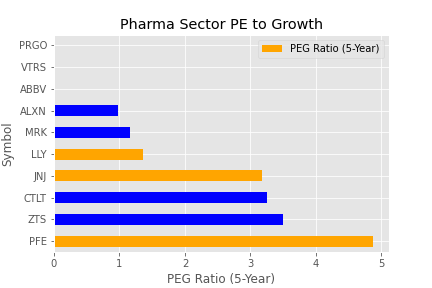 Pharma Sector PE to Growth
PEG Ratio (5-Year)
PRGO
VTRS
ABBV
ALXN
MRK
LLY
JNJ
CTLT
ZTS
PFE
Symbol
0 1 2 3 4 5
PEG Ratio (5-Year)